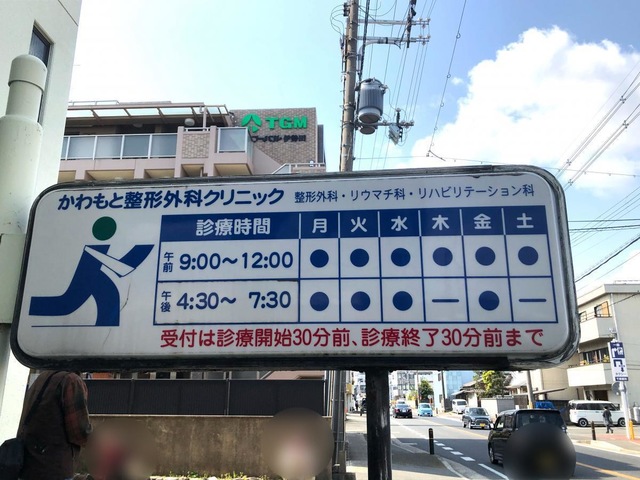 TGM
かわもと整形外科クリニック 整形外科・リウマチ科・リハビリテーション科
診療時間 月 火 水 木 金 土
午前 9:00〜12:00 ● ● ● ● ● ●
午後 4:30〜 7:30 ● ● ● — ● —
受付は診療開始30分前、診療終了30分前まで